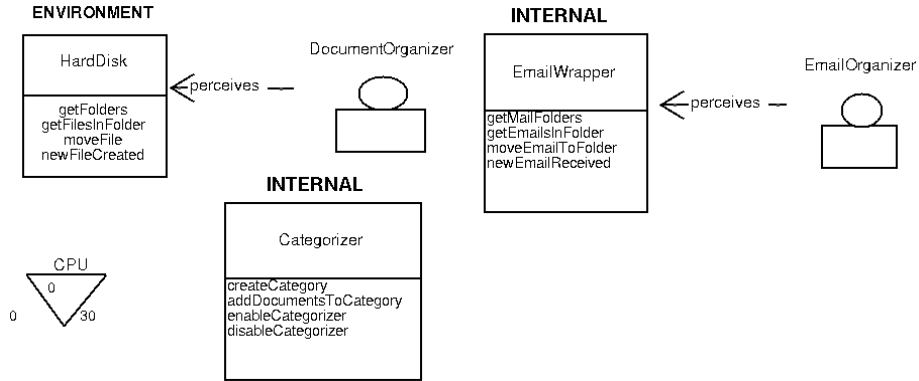 ENVIRONMENT
HardDisk
getFolders
getFilesInFolder
moveFile
newFileCreated
perceives
DocumentOrganizer
INTERNAL
EmailWrapper
getMailFolders
getEmailsInFolder
moveEmailToFolder
newEmailReceived
perceives
EmailOrganizer
INTERNAL
Categorizer
createCategory
addDocumentsToCategory
enableCategorizer
disableCategorizer
CPU
0
0 30